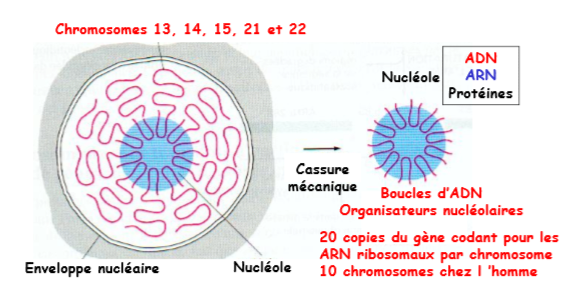 Chromosomes 13, 14, 15, 21 et 22
Nucléole
ADN
ARN
Protéines
Cassure
mécanique
Boucles d'ADN
Organisateurs nucléolaires
20 copies du gène codant pour les
ARN ribosomaux par chromosome
10 chromosomes chez l 'homme
Enveloppe nucléaire
Nucléole